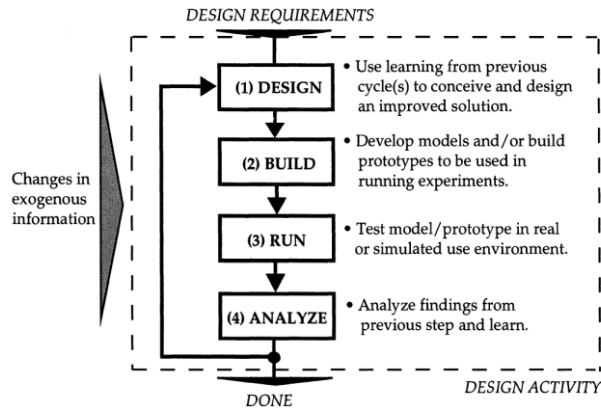 DESIGN REQUIREMENTS
(1) DESIGN
• Use learning from previous
cycle(s) to conceive and design
an improved solution.
(2) BUILD
• Develop models and/or build
prototypes to be used in
running experiments.
Changes in
exogenous
information
(3) RUN
• Test model/prototype in real
or simulated use environment.
(4) ANALYZE
• Analyze findings from
previous step and learn.
DONE
DESIGN ACTIVITY